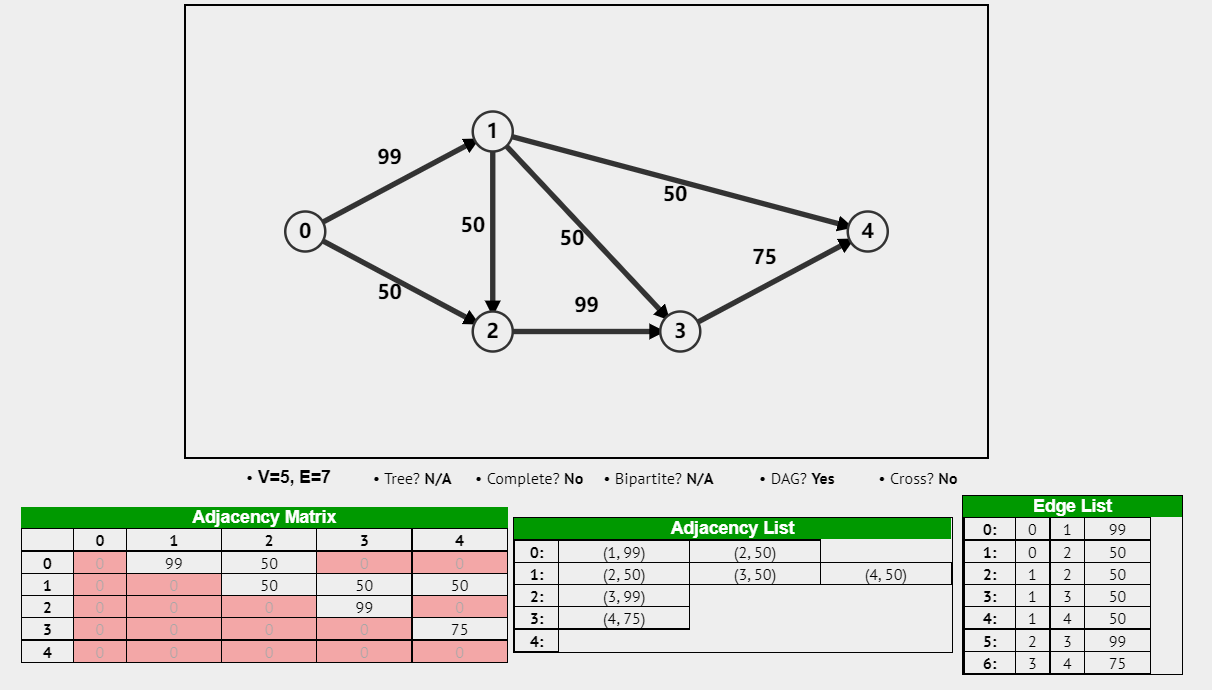 1
99
50
0
50
50
4
75
50
99
2
3
• V=5, E=7 • Tree? N/A • Complete? No • Bipartite? N/A • DAG? Yes • Cross? No
Adjacency Matrix
0 1 2 3 4
0 0 99 50 0 0
1 0 0 50 50 50
2 0 0 0 99 0
3 0 0 0 0 75
4 0 0 0 0 0
Adjacency List
0: (1, 99) (2, 50)
1: (2, 50) (3, 50) (4, 50)
2: (3, 99)
3: (4, 75)
4:
Edge List
0: 0 1 99
1: 0 2 50
2: 1 2 50
3: 1 3 50
4: 1 4 50
5: 2 3 99
6: 3 4 75